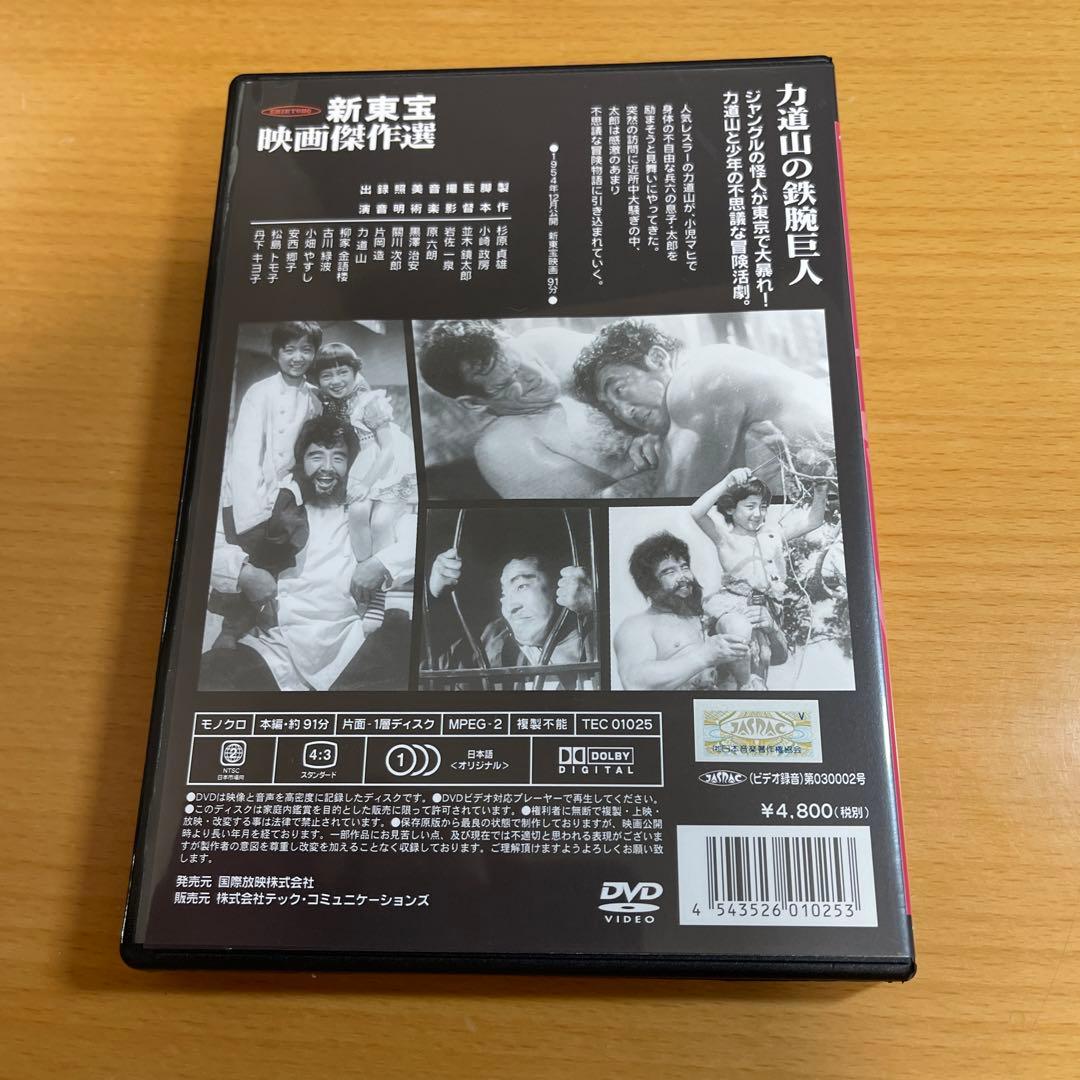 力道山の鉄腕巨人
ジャングルの怪人が東京で大暴れ!
力道山と少年の不思議な冒険活劇。
人気レスラーの力道山が、小児マヒで
身体の不自由な兵六の息子・太郎を
励まそうと見舞いにやってきた。
突然の訪問に近所中大騒ぎの中、
太郎は感激のあまり
不思議な冒険物語に引き込まれていく。
●1954年12月公開 新東宝映画 91分●
製作 杉原 貞雄
脚本 小崎 政房
監督 並木 鏡太郎
撮影 岩佐 一泉
音楽 原 六朗
美術 黒澤 治安
照明 關川 次郎
録音 片岡 造
出演 力道山
柳家 金語楼
古川 緑波
小畑 やすし
安西 郷子
松島 トモ子
丹下 キヨ子
SHINTOHO 新東宝
映画傑作選
モノクロ 本編・約91分 片面・1層ディスク MPEG-2 複製不能 TEC 01025
2 NTSC 日本市場向
4:3 スタンダード
1 日本語 <オリジナル>
DOLBY DIGITAL
●DVDは映像と音声を高密度に記録したディスクです。●DVDビデオ対応プレーヤーで再生してください。
●このディスクは家庭内鑑賞を目的とした販売に限って許可されています。●権利者に無断で複製・上映・
放映・改変する事は法律で禁止されています。●保存原版から最良の状態で制作しておりますが、映画公開
時より長い年月を経ております。一部作品にお見苦しい点、及び現在では不適切と思われる表現がございま
すが製作者の意図を尊重し改変を加えることなく収録しております。ご理解頂けますようよろしくお願い致
します。
発売元 国際放映株式会社
販売元 株式会社テック・コミュニケーションズ
DVD
VIDEO
V
JASRAC
(社)日本音楽著作権協会
JASRAC (ビデオ録音)第030002号
¥4,800(税別)
4 543526 010253